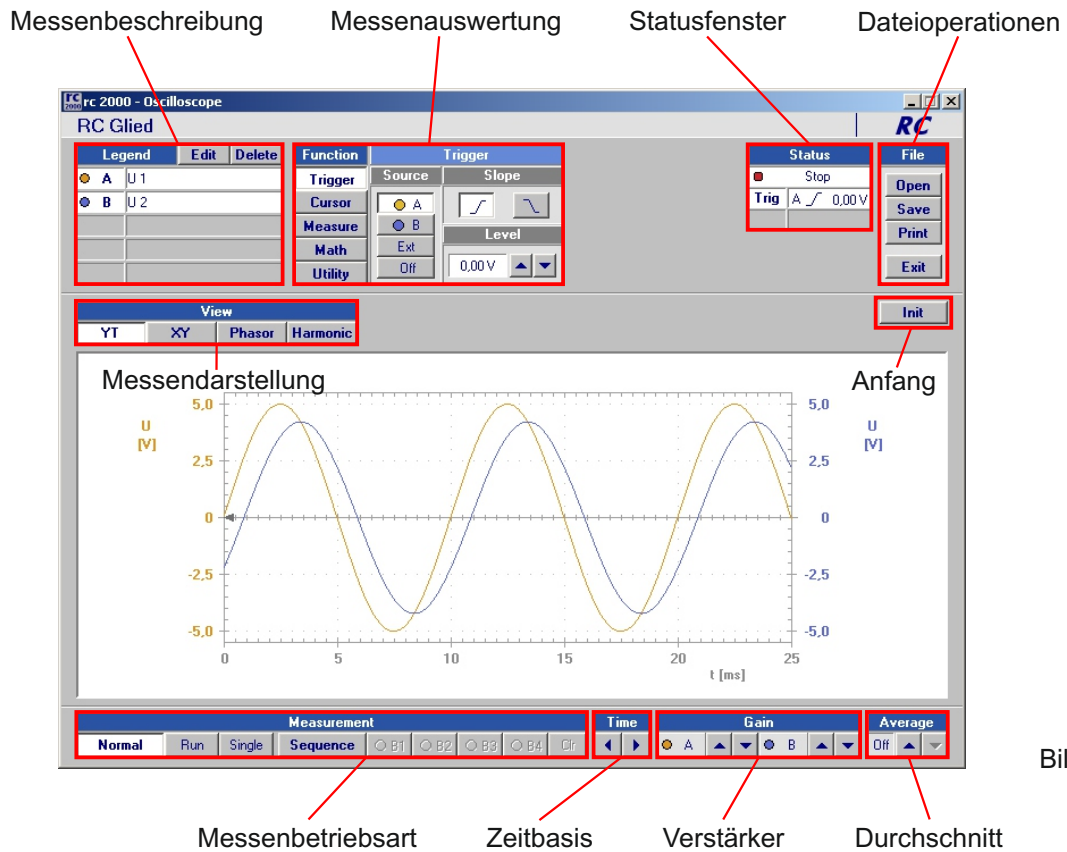 Messenbeschreibung Messenauswertung Statusfenster Dateioperationen
rc 2000 rc 2000 - Oscilloscope
RC Glied RC
Legend Edit Delete Function Trigger Status File
A U 1 Trigger Source Slope Stop Open
B U 2 Cursor A Trig A 0,00 V Save
Measure B Level Print
Math Ext
Utility Off 0,00 V Exit
View Init
YT XY Phasor Harmonic
Messendarstellung Anfang
5,0 5,0
U U
[V] [V]
2,5 2,5
0 0
-2,5 -2,5
-5,0 -5,0
0 5 10 15 20 25
t [ms]
Measurement Time Gain Average
Normal Run Single Sequence B1 B2 B3 B4 Clr A B Off
Bil
Messenbetriebsart Zeitbasis Verstärker Durchschnitt